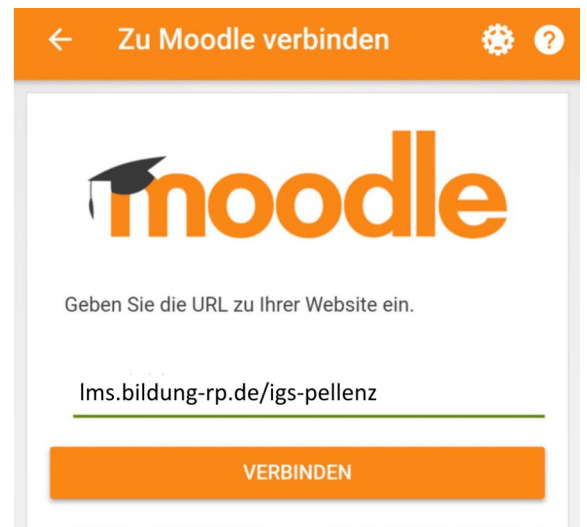 Zu Moodle verbinden
moodle
Geben Sie die URL zu Ihrer Website ein.
lms.bildung-rp.de/igs-pellenz
VERBINDEN